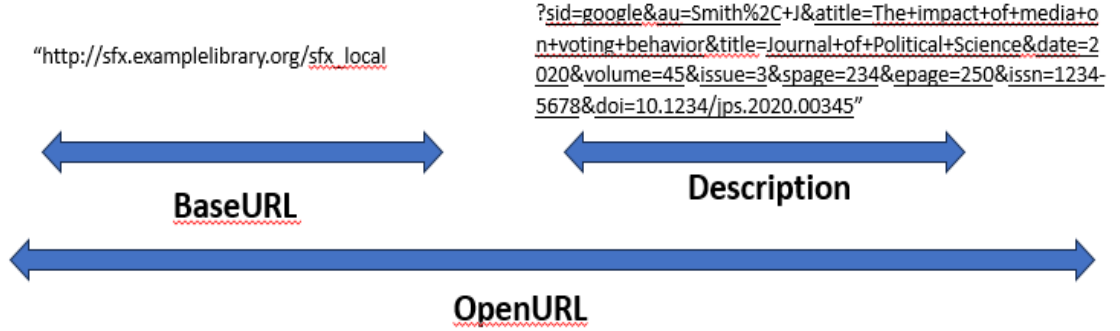 “http://sfx.examplelibrary.org/sfx_local
?sid=google&au=Smith%2C+J&atitle=The+impact+of+media+o
n+voting+behavior&title=Journal+of+Political+Science&date=2
020&volume=45&issue=3&spage=234&epage=250&issn=1234-
5678&doi=10.1234/jps.2020.00345”
BaseURL
Description
OpenURL